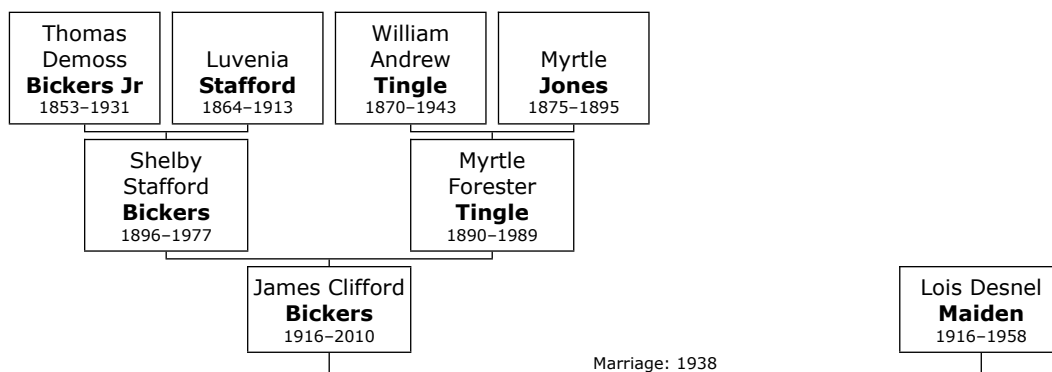 Thomas
Demoss
Bickers Jr
1853–1931
Luvenia
Stafford
1864–1913
William
Andrew
Tingle
1870–1943
Myrtle
Jones
1875–1895
Shelby
Stafford
Bickers
1896–1977
Myrtle
Forester
Tingle
1890–1989
James Clifford
Bickers
1916–2010
Lois Desnel
Maiden
1916–1958
Marriage: 1938